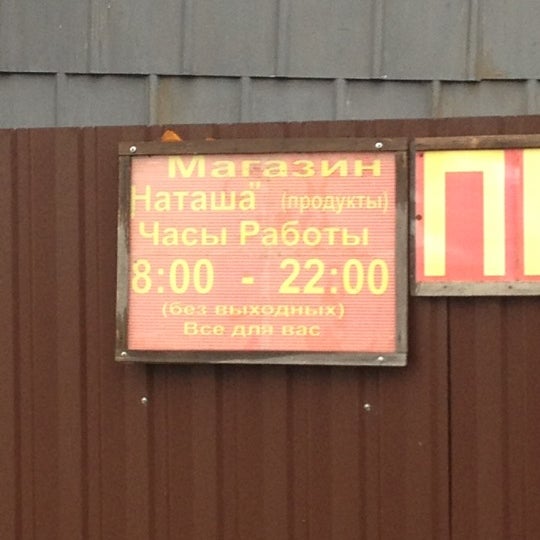 Магазин
Наташа" (продукты)
Часы Работы
8:00 - 22:00
(без выходных)
Все для вас
П